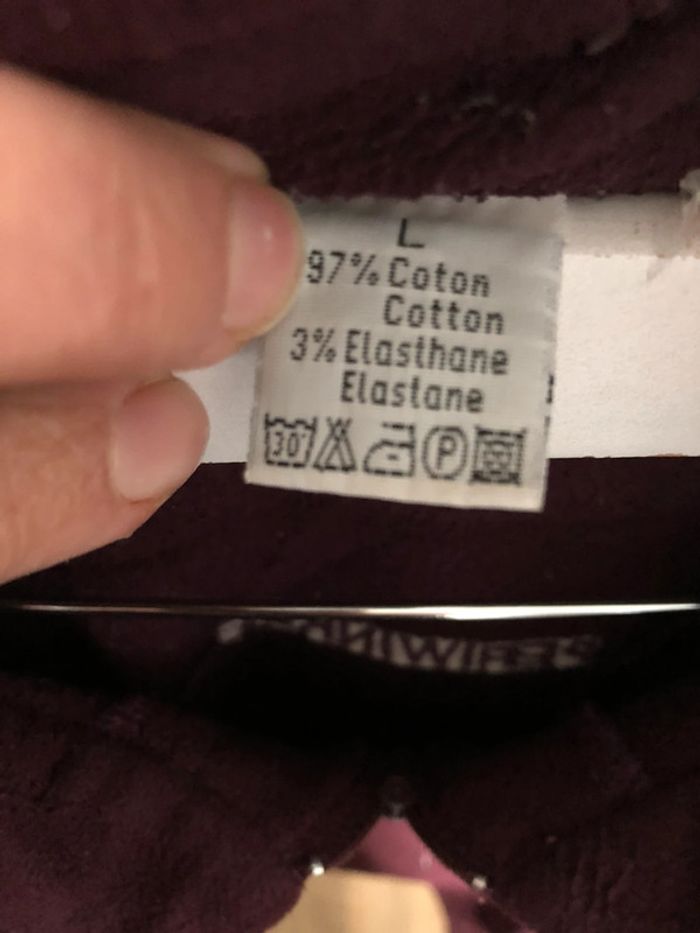 L
97% Coton
Cotton
3% Elasthane
Elastane
30° P